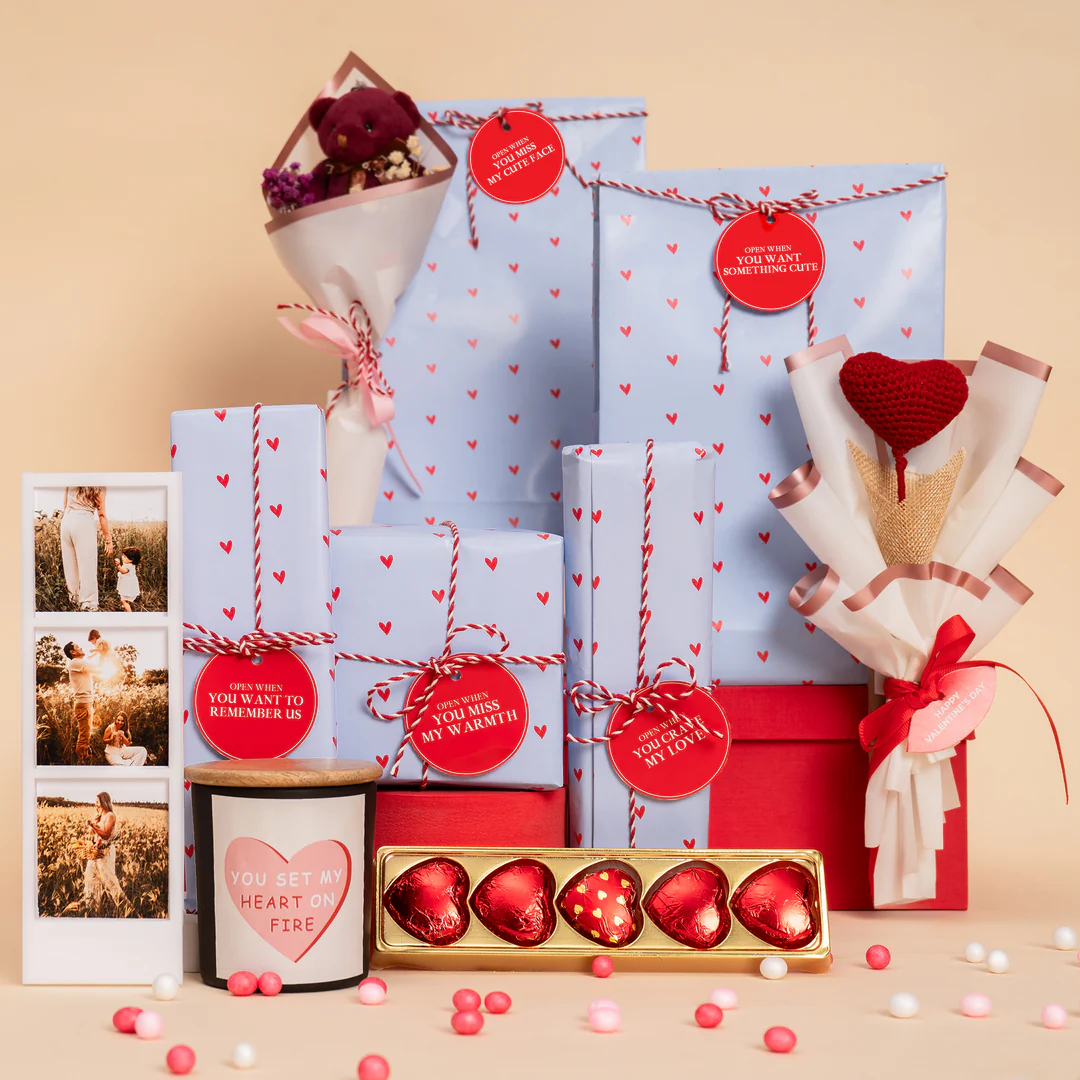 OPEN WHEN
YOU MISS
MY CUTE FACE
OPEN WHEN
YOU WANT
SOMETHING CUTE
OPEN WHEN
YOU WANT TO
REMEMBER US
OPEN WHEN
YOU MISS
MY WARMTH
OPEN WHEN
YOU CRAVE
MY LOVE
HAPPY
VALENTINE'S DAY
YOU SET MY
HEART ON
FIRE